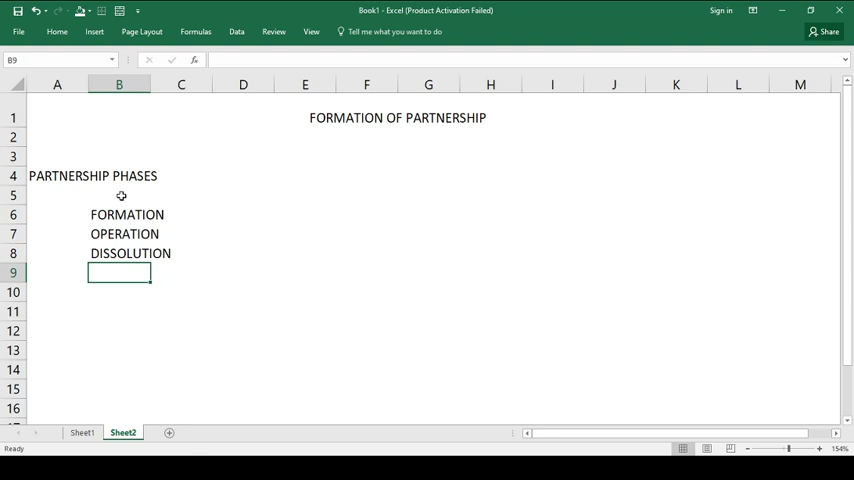 Book1 - Excel (Product Activation Failed)
Sign in
File Home Insert Page Layout Formulas Data Review View Tell me what you want to do Share
B9 fx
A B C D E F G H I J K L M
1 FORMATION OF PARTNERSHIP
2
3
4 PARTNERSHIP PHASES
5
6 FORMATION
7 OPERATION
8 DISSOLUTION
9
10
11
12
13
14
15
16
Sheet1 Sheet2
Ready 154%